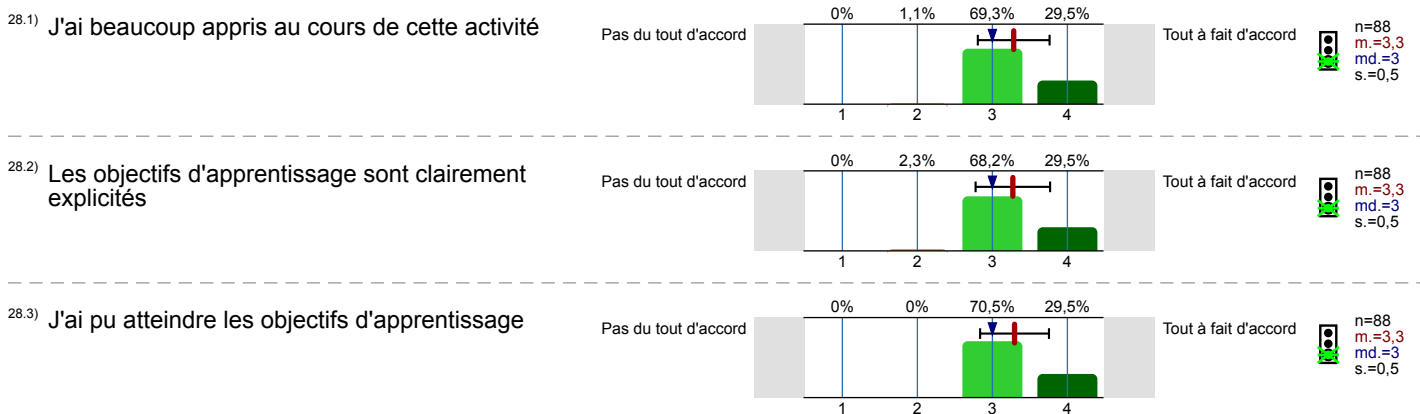 28.1) J'ai beaucoup appris au cours de cette activité
Pas du tout d'accord
0% 1,1% 69,3% 29,5%
1 2 3 4
Tout à fait d'accord
n=88
m.=3,3
md.=3
s.=0,5
28.2) Les objectifs d'apprentissage sont clairement
explicités
Pas du tout d'accord
0% 2,3% 68,2% 29,5%
1 2 3 4
Tout à fait d'accord
n=88
m.=3,3
md.=3
s.=0,5
28.3) J'ai pu atteindre les objectifs d'apprentissage
Pas du tout d'accord
0% 0% 70,5% 29,5%
1 2 3 4
Tout à fait d'accord
n=88
m.=3,3
md.=3
s.=0,5